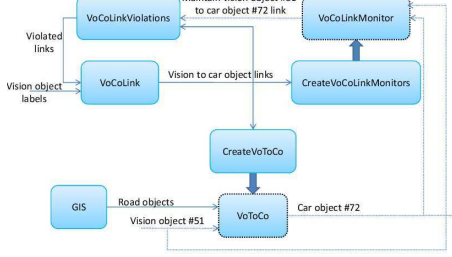 to car object #72 link
VoCoLinkViolations
VoCoLinkMonitor
Violated
links
Vision object
labels
VoCoLink
Vision to car object links
CreateVoCoLinkMonitors
CreateVoToCo
GIS
Road objects
Vision object #51
VoToCo
Car object #72